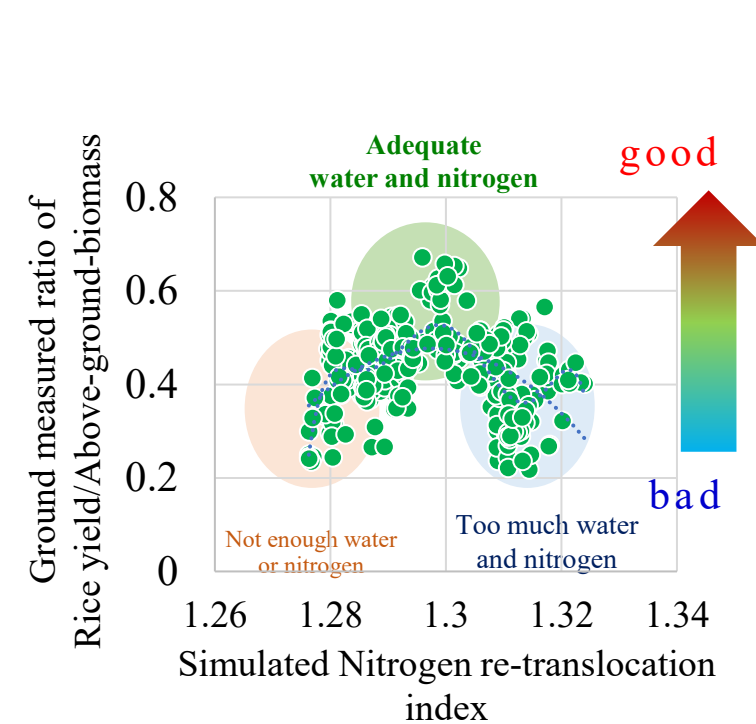 Adequate
water and nitrogen
good
Ground measured ratio of
Rice yield/Above-ground-biomass
0.8
0.6
0.4
0.2
0
bad
Not enough water
or nitrogen
Too much water
and nitrogen
1.26
1.28
1.3
1.32
1.34
Simulated Nitrogen re-translocation
index